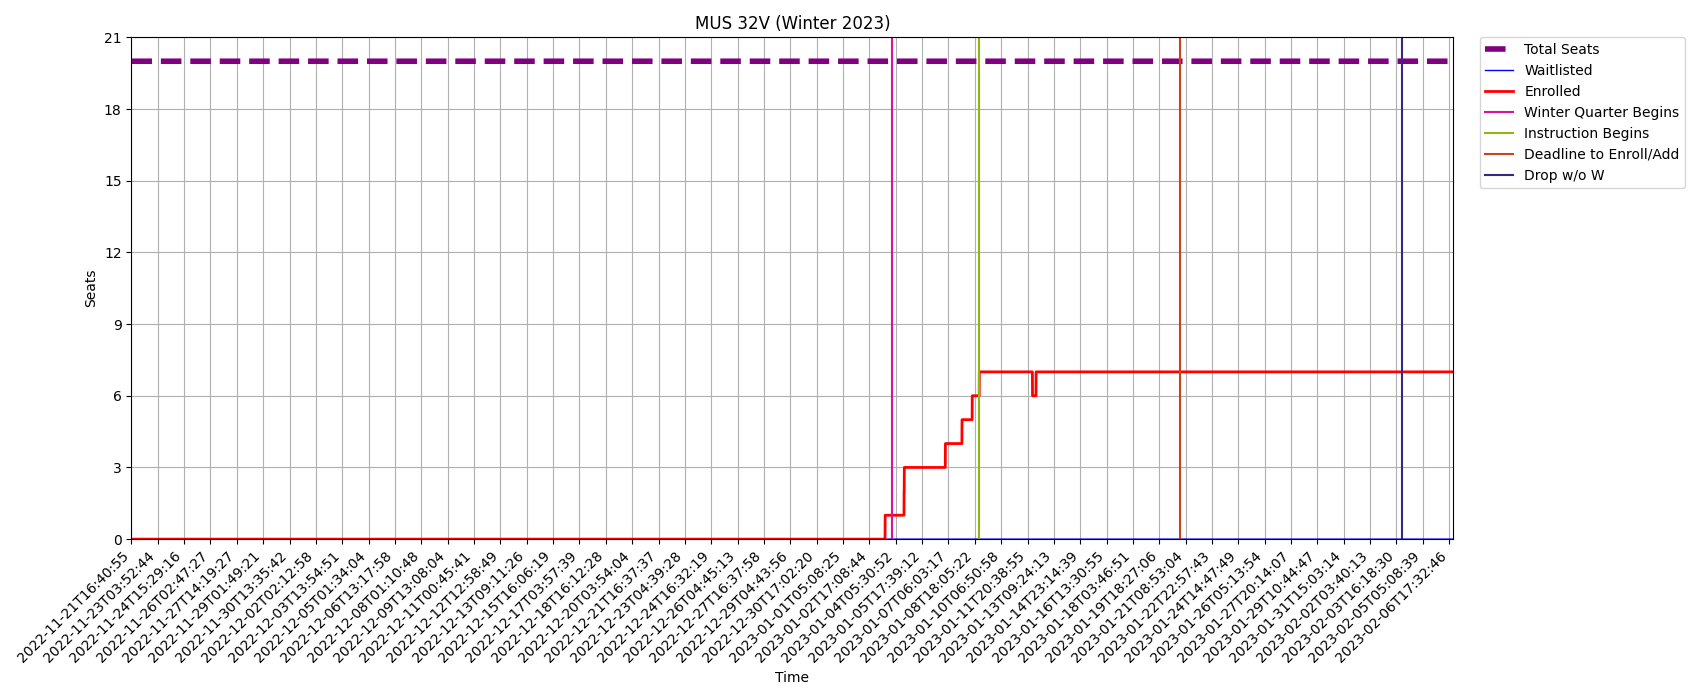 MUS 32V (Winter 2023)
Total Seats
Waitlisted
Enrolled
Winter Quarter Begins
Instruction Begins
Deadline to Enroll/Add
Drop w/o W
Seats
21
18
15
12
9
6
3
0
2022-11-21T16:40:55
2022-11-23T03:52:44
2022-11-24T15:29:16
2022-11-26T02:47:27
2022-11-27T14:19:27
2022-11-29T01:49:21
2022-11-30T13:35:42
2022-12-02T02:12:58
2022-12-03T13:54:51
2022-12-05T01:34:04
2022-12-06T13:17:58
2022-12-08T01:10:48
2022-12-09T13:08:04
2022-12-11T00:45:41
2022-12-12T12:58:49
2022-12-13T09:11:26
2022-12-15T16:06:19
2022-12-17T03:57:39
2022-12-18T16:12:28
2022-12-20T03:54:04
2022-12-21T16:37:37
2022-12-23T04:39:28
2022-12-24T16:32:19
2022-12-26T04:45:13
2022-12-27T16:37:58
2022-12-29T04:43:56
2022-12-30T17:02:20
2023-01-01T05:08:25
2023-01-02T17:08:44
2023-01-04T05:30:52
2023-01-05T17:39:12
2023-01-07T06:03:17
2023-01-08T18:05:22
2023-01-10T06:50:58
2023-01-11T20:38:55
2023-01-13T09:24:13
2023-01-14T23:14:39
2023-01-16T13:30:55
2023-01-18T03:46:51
2023-01-19T18:27:06
2023-01-21T08:53:04
2023-01-22T22:57:43
2023-01-24T14:47:49
2023-01-26T05:13:54
2023-01-27T20:14:07
2023-01-29T10:44:47
2023-01-31T15:03:14
2023-02-02T03:40:13
2023-02-03T16:18:30
2023-02-05T05:08:39
2023-02-06T17:32:46
Time